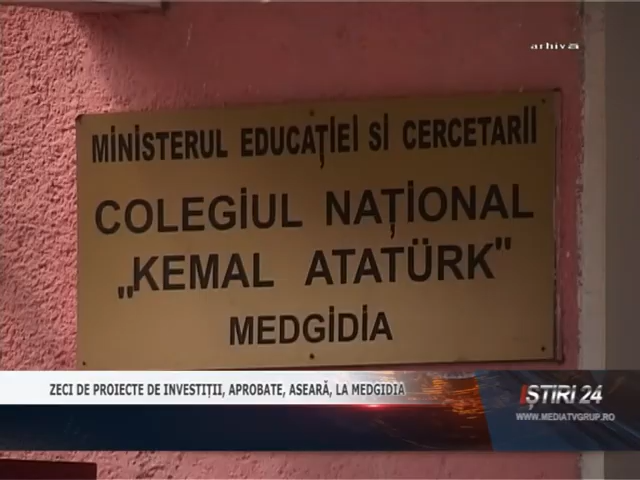 arhivă
MINISTERUL EDUCAȚIEI SI CERCETARII
COLEGIUL NAȚIONAL
„KEMAL ATATÜRK"
MEDGIDIA
ZECI DE PROIECTE DE INVESTIȚII, APROBATE, ASEARĂ, LA MEDGIDIA
ȘTIRI 24
WWW.MEDIATVGRUP.RO